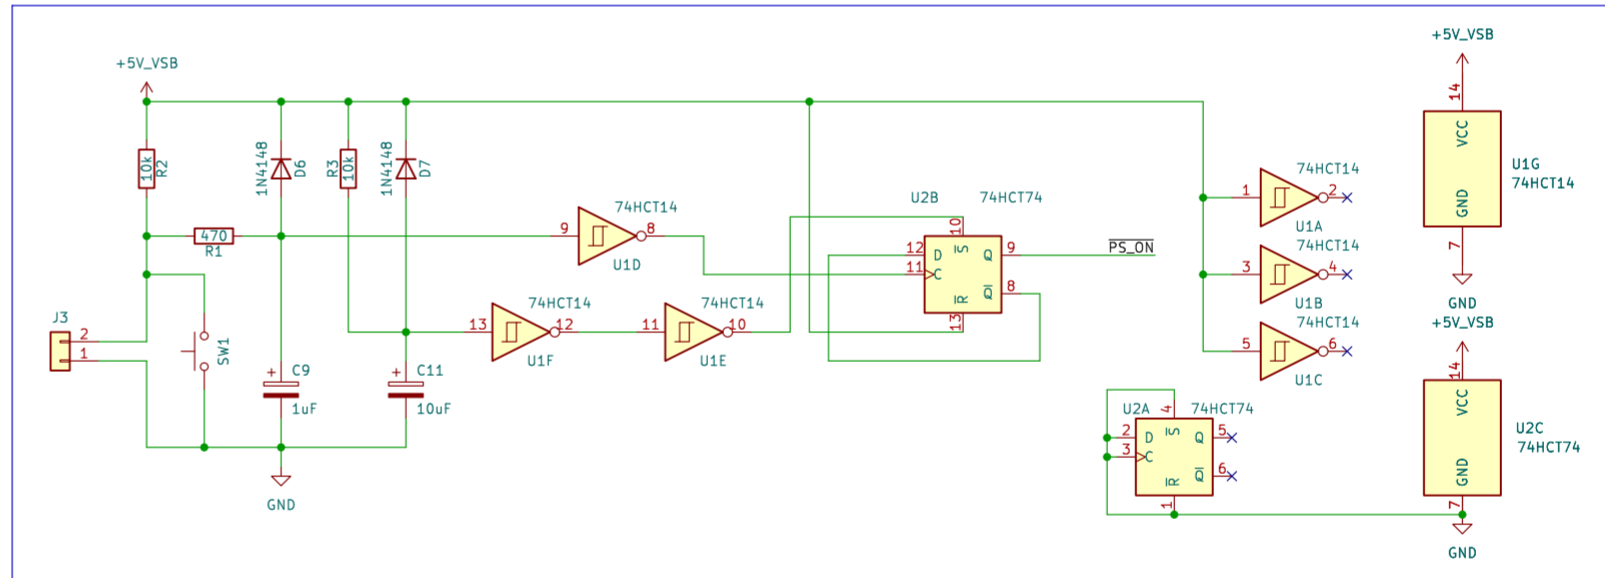 +5V_VSB
+5V_VSB
14
VCC
GND
7
U1G
74HCT14
GND
10k
R2
1N4148
D6
R3
10k
1N4148
D7
470
R1
9
74HCT14
8
U1D
U2B
74HCT74
10
12
D
S
Q
9
11
C
R
Q
8
13
PS_ON
1
74HCT14
2
U1A
3
74HCT14
4
U1B
5
74HCT14
6
U1C
J3
2
1
SW1
+
C9
1uF
+
C11
10uF
13
74HCT14
12
U1F
11
74HCT14
10
U1E
GND
U2A
74HCT74
4
2
D
S
Q
5
3
C
R
Q
6
1
+5V_VSB
14
VCC
GND
7
U2C
74HCT74
GND